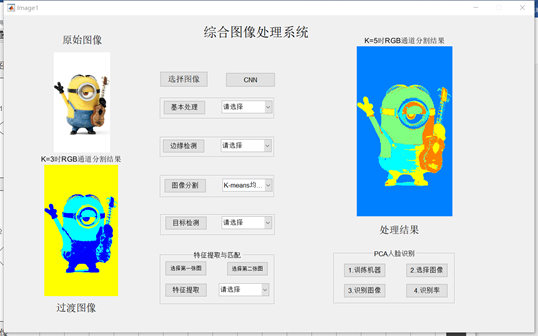 Image1
综合图像处理系统
原始图像
K=5时RGB通道分割结果
选择图像
CNN
基本处理
请选择
K=3时RGB通道分割结果
边缘检测
请选择
图像分割
K-means均...
目标检测
请选择
处理结果
特征提取与匹配
选择第一张图
选择第二张图
特征提取
请选择
PCA人脸识别
1.训练机器
2.选择图像
3.识别图像
4.识别率
过渡图像